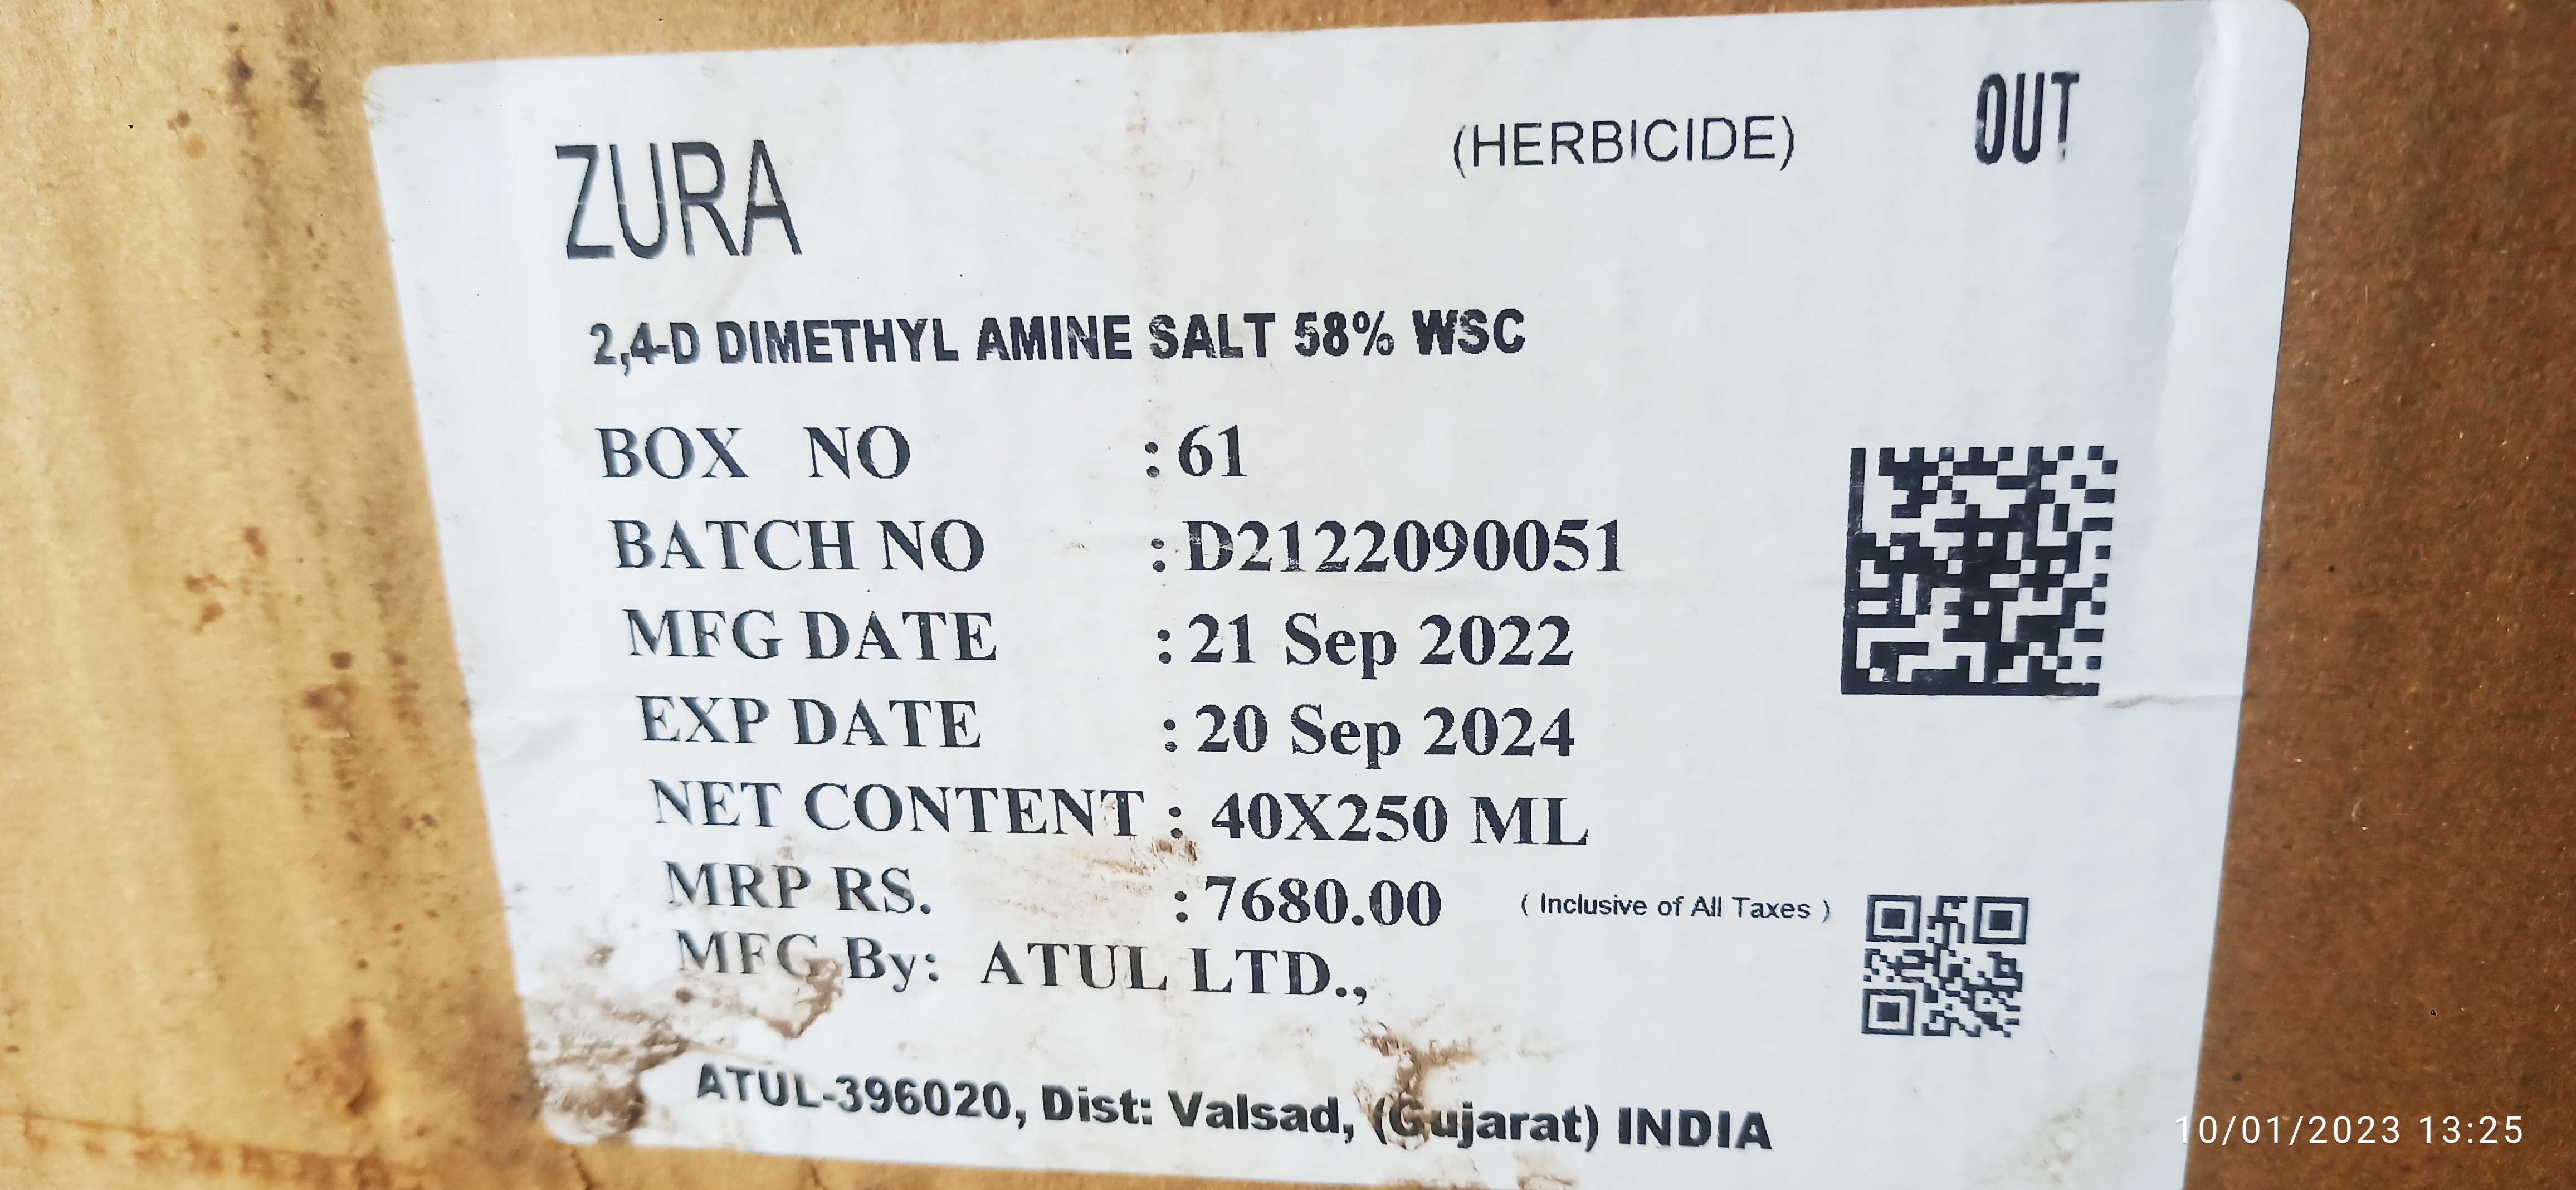 ZURA (HERBICIDE) OUT
2,4-D DIMETHYL AMINE SALT 58% WSC
BOX NO : 61
BATCH NO : D2122090051
MFG DATE : 21 Sep 2022
EXP DATE : 20 Sep 2024
NET CONTENT : 40X250 ML
MRP RS. : 7680.00 ( Inclusive of All Taxes )
MFG By: ATUL LTD.,
ATUL-396020, Dist: Valsad, (Gujarat) INDIA
10/01/2023 13:25